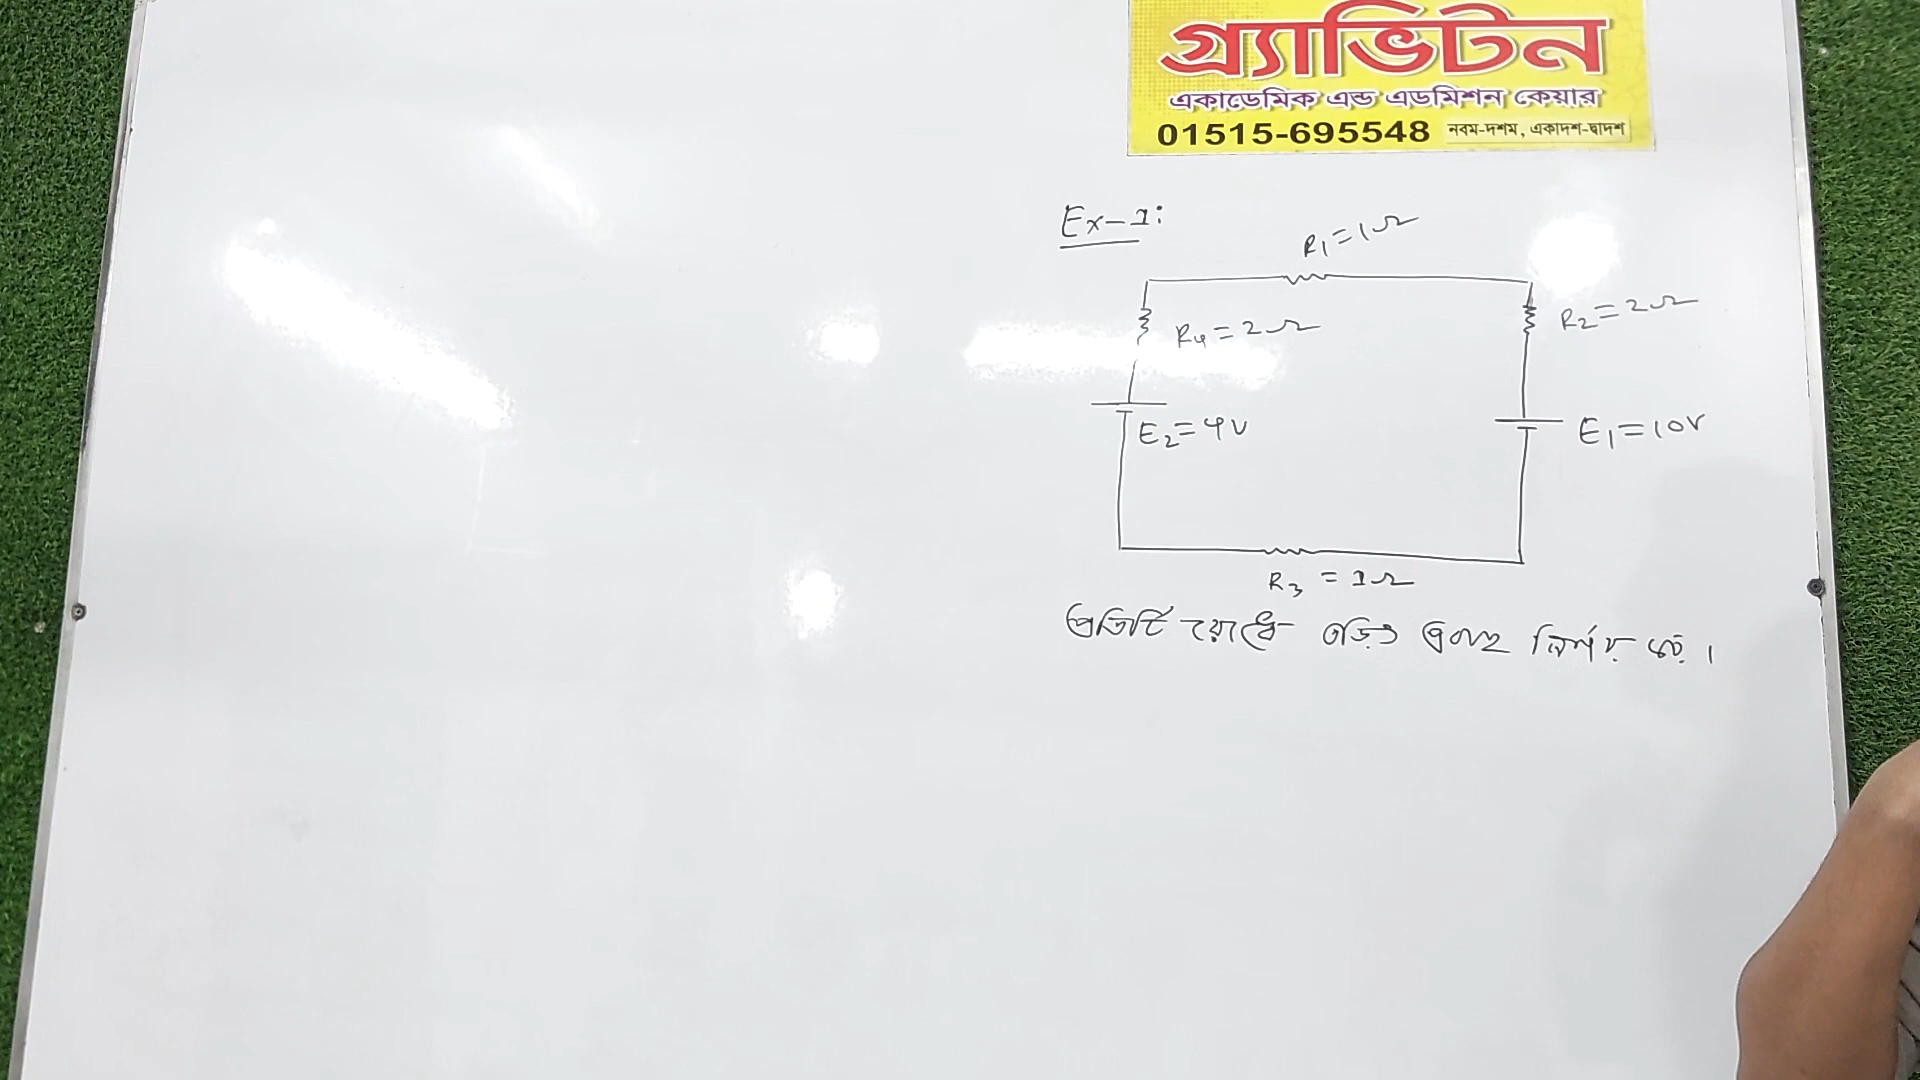 গ্র্যাভিটন
একাডেমিক এন্ড এডমিশন কেয়ার
01515-695548 নবম-দশম, একাদশ-দ্বাদশ
Ex-1:
R₁=1Ω
R₄=2Ω
R₂=2Ω
E₂=4V
E₁=10V
R₃=1Ω
প্রতিটি রোধে তড়িৎ প্রবাহ নির্ণয় কর।